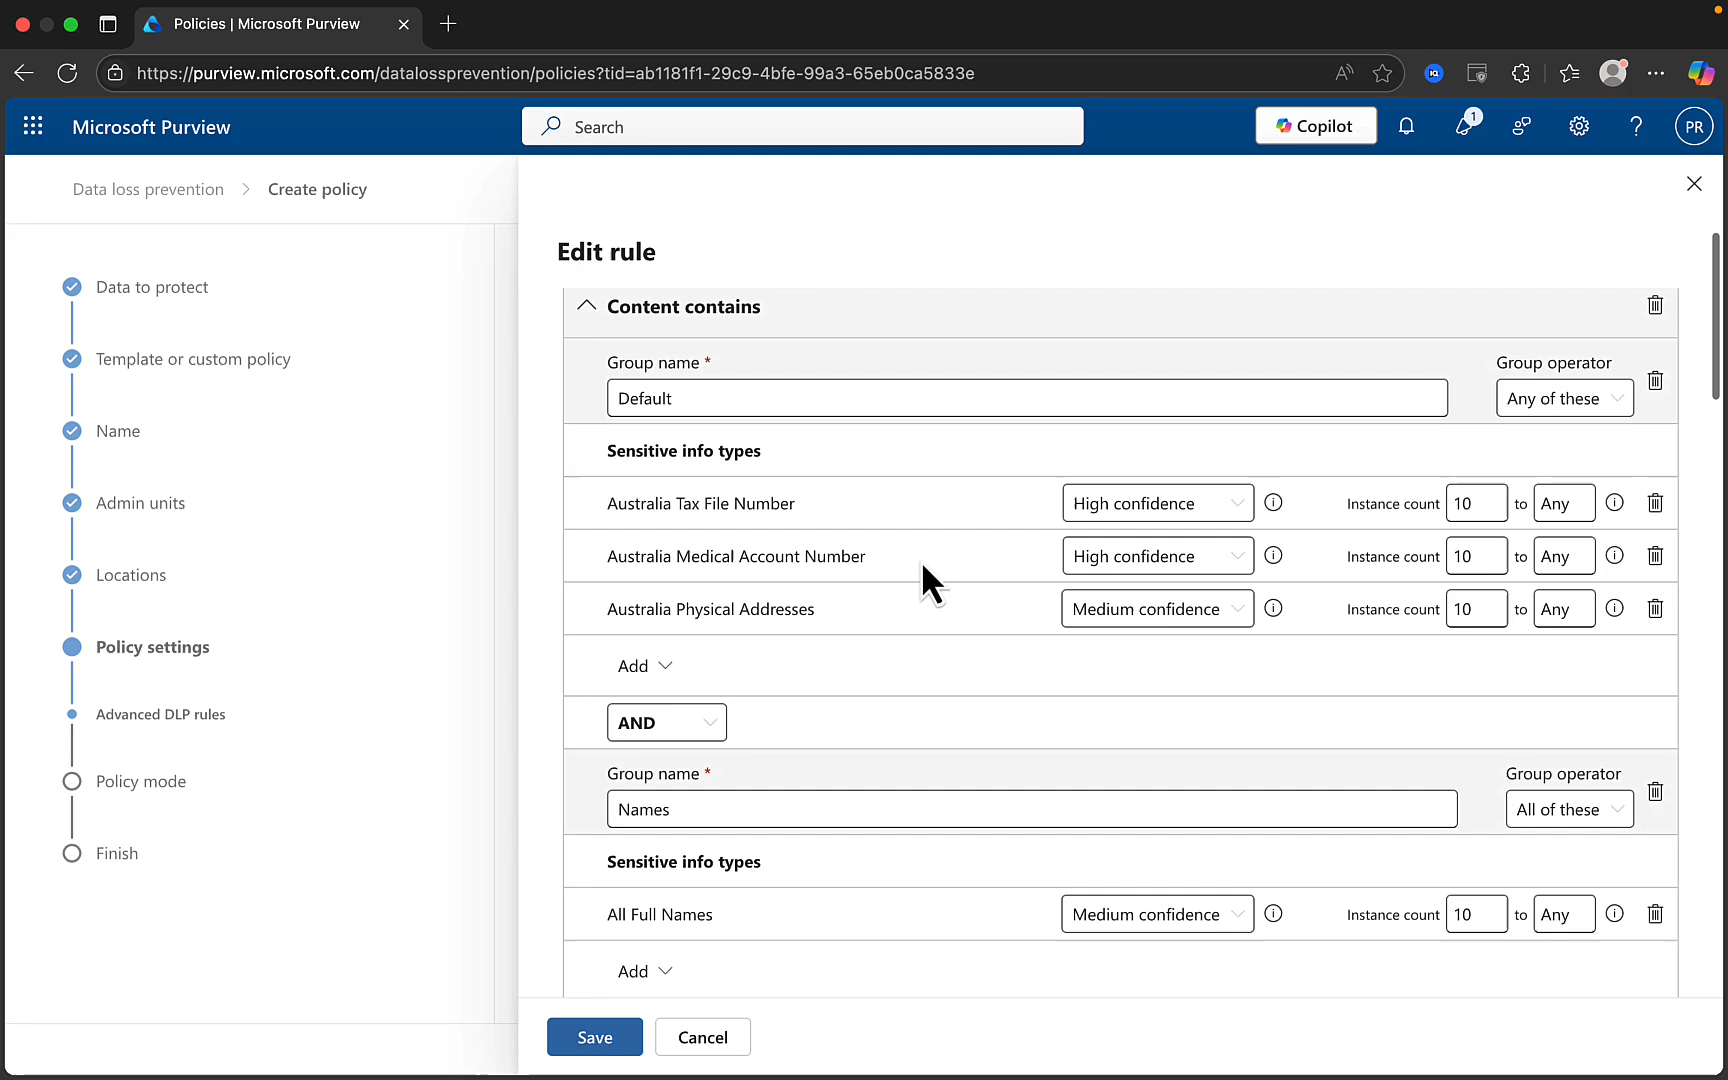 Policies | Microsoft Purview
https://purview.microsoft.com/datalossprevention/policies?tid=ab1181f1-29c9-4bfe-99a3-65eb0ca5833e
Microsoft Purview
Search
Copilot
1
PR
Data loss prevention > Create policy
Data to protect
Template or custom policy
Name
Admin units
Locations
Policy settings
Advanced DLP rules
Policy mode
Finish
Edit rule
Content contains
Group name * Group operator
Default Any of these
Sensitive info types
Australia Tax File Number High confidence Instance count 10 to Any
Australia Medical Account Number High confidence Instance count 10 to Any
Australia Physical Addresses Medium confidence Instance count 10 to Any
Add
AND
Group name * Group operator
Names All of these
Sensitive info types
All Full Names Medium confidence Instance count 10 to Any
Add
Save Cancel